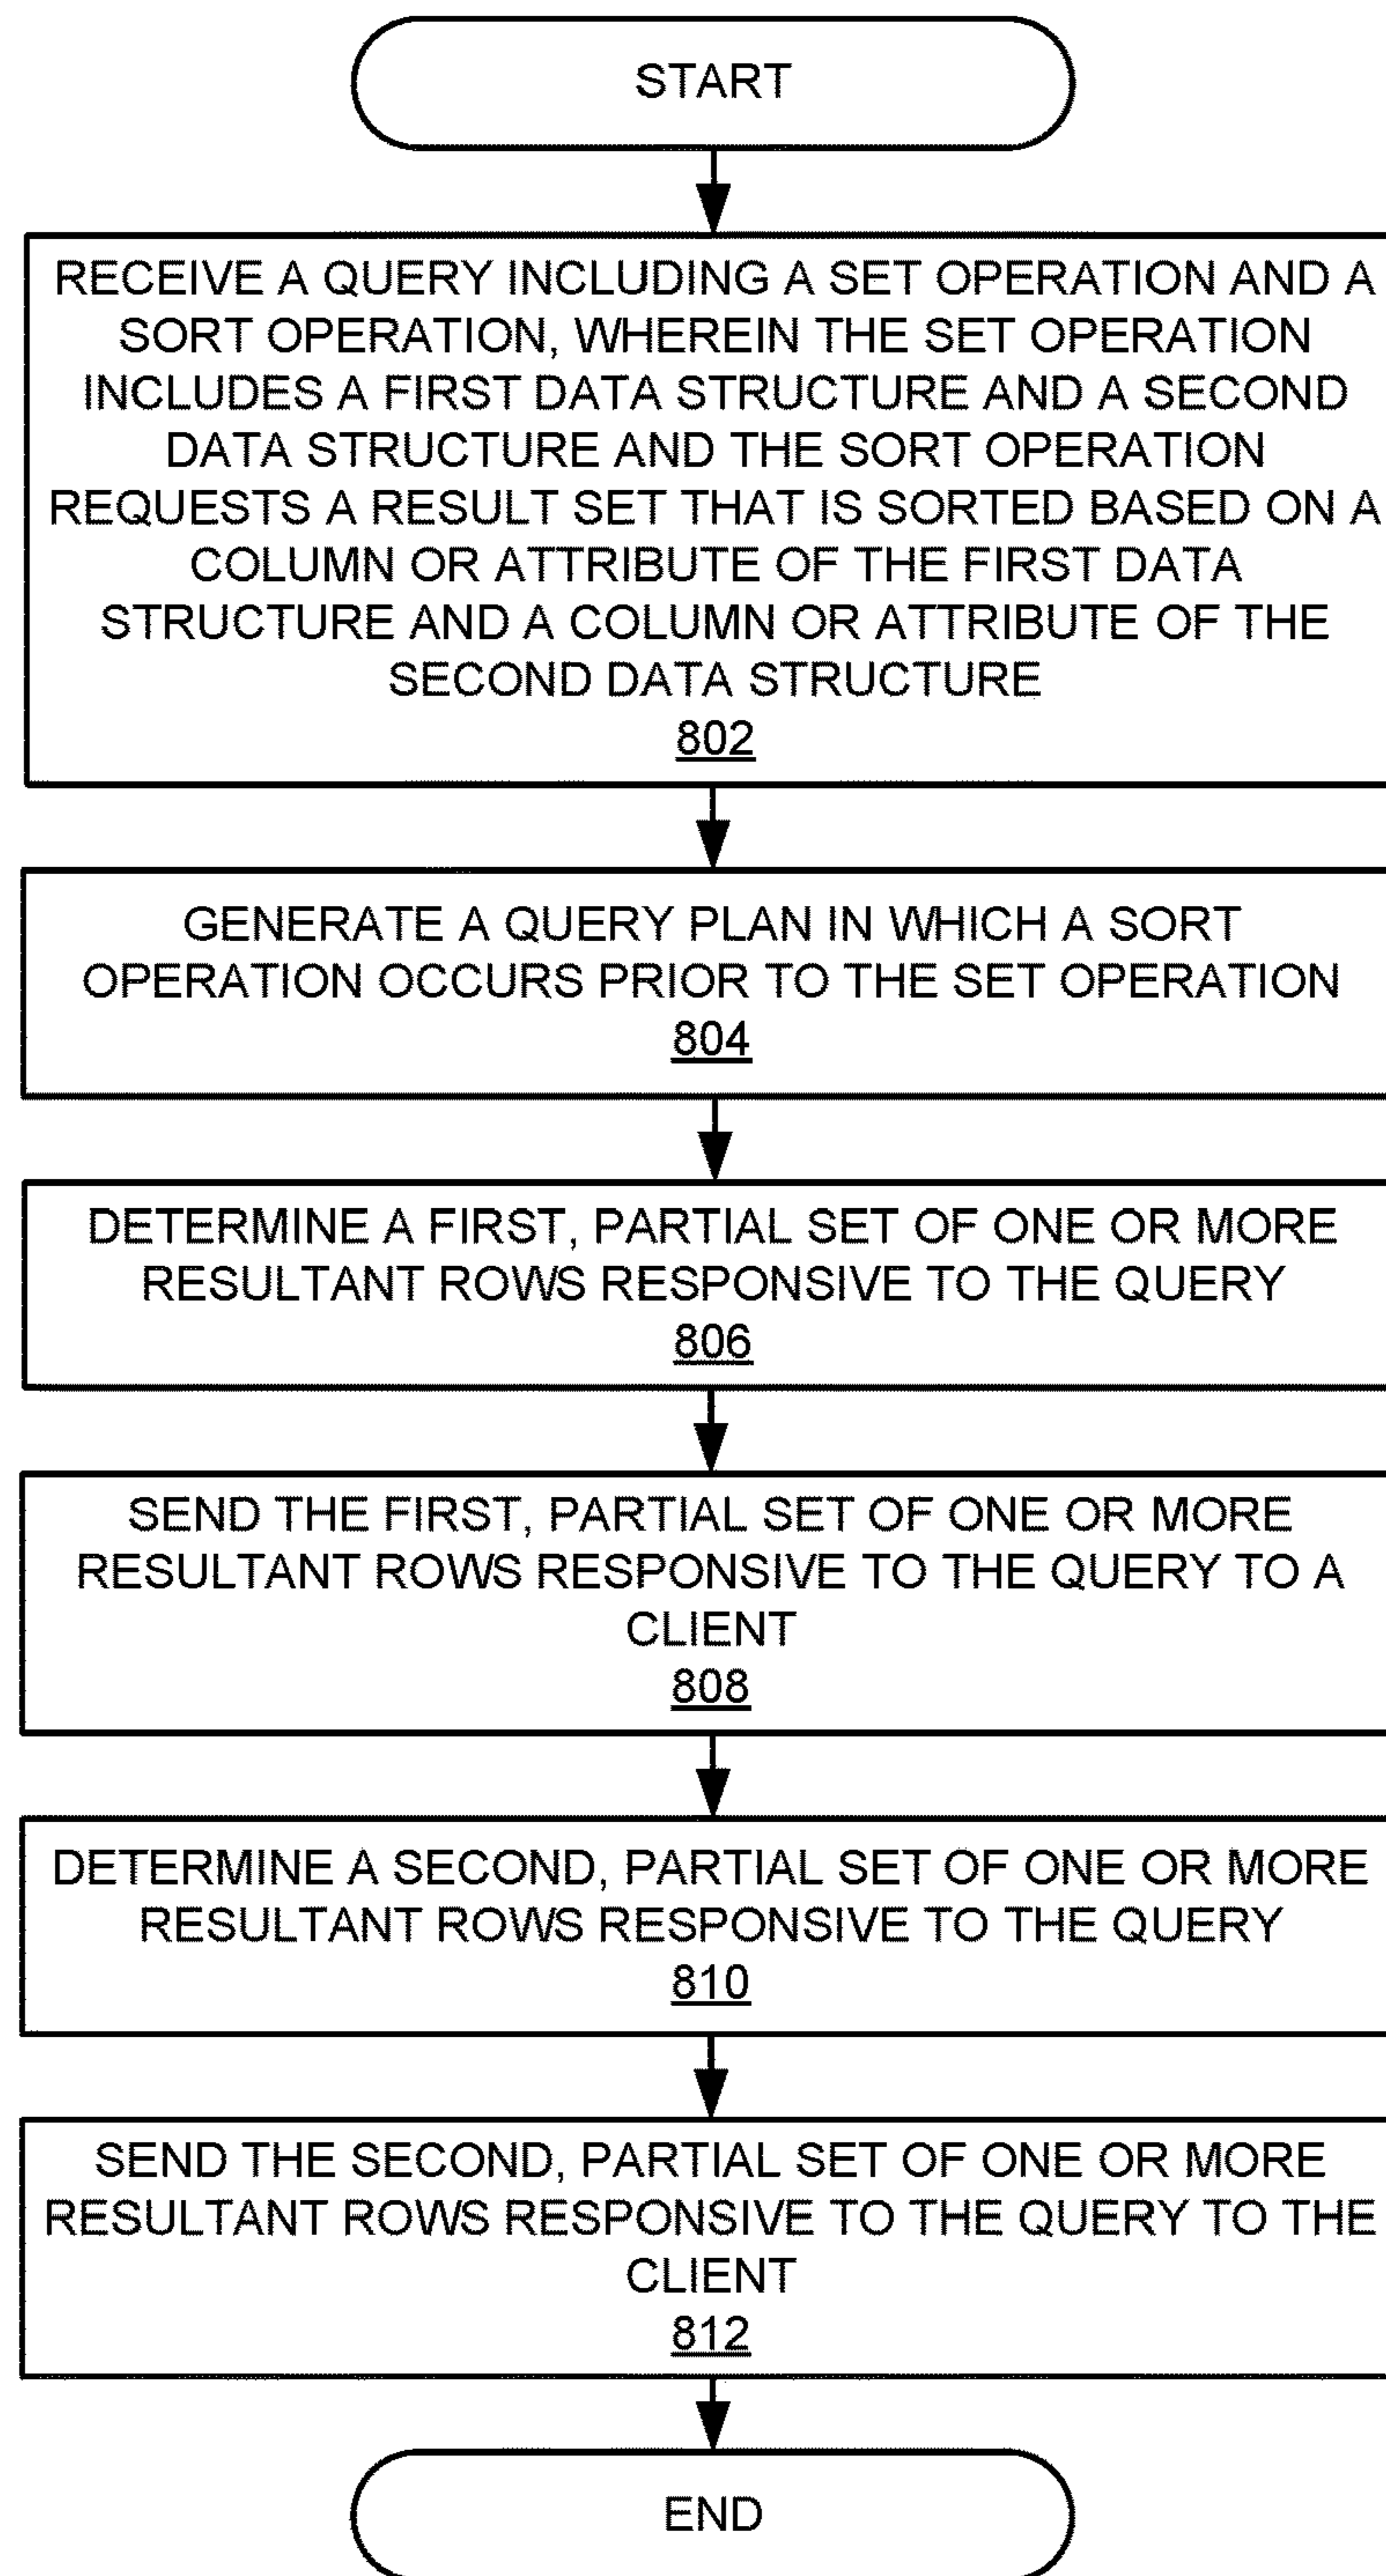 START
RECEIVE A QUERY INCLUDING A SET OPERATION AND A
SORT OPERATION, WHEREIN THE SET OPERATION
INCLUDES A FIRST DATA STRUCTURE AND A SECOND
DATA STRUCTURE AND THE SORT OPERATION
REQUESTS A RESULT SET THAT IS SORTED BASED ON A
COLUMN OR ATTRIBUTE OF THE FIRST DATA
STRUCTURE AND A COLUMN OR ATTRIBUTE OF THE
SECOND DATA STRUCTURE
802
GENERATE A QUERY PLAN IN WHICH A SORT
OPERATION OCCURS PRIOR TO THE SET OPERATION
804
DETERMINE A FIRST, PARTIAL SET OF ONE OR MORE
RESULTANT ROWS RESPONSIVE TO THE QUERY
806
SEND THE FIRST, PARTIAL SET OF ONE OR MORE
RESULTANT ROWS RESPONSIVE TO THE QUERY TO A
CLIENT
808
DETERMINE A SECOND, PARTIAL SET OF ONE OR MORE
RESULTANT ROWS RESPONSIVE TO THE QUERY
810
SEND THE SECOND, PARTIAL SET OF ONE OR MORE
RESULTANT ROWS RESPONSIVE TO THE QUERY TO THE
CLIENT
812
END